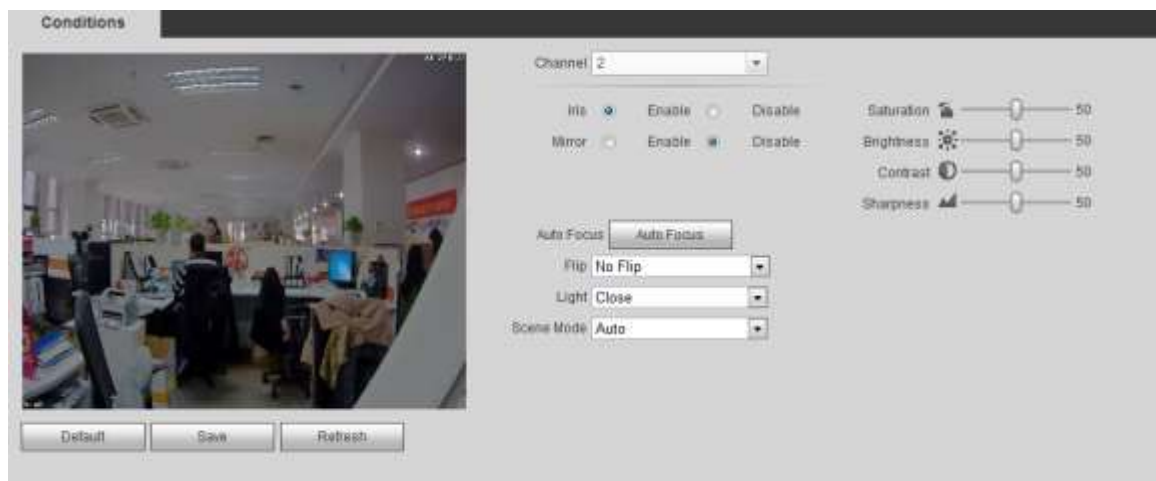 Conditions
Channel 2
Iris Enable Disable
Mirror Enable Disable
Saturation 50
Brightness 50
Contrast 50
Sharpness 50
Auto Focus Auto Focus
Flip No Flip
Light Close
Scene Mode Auto
Default Save Refresh